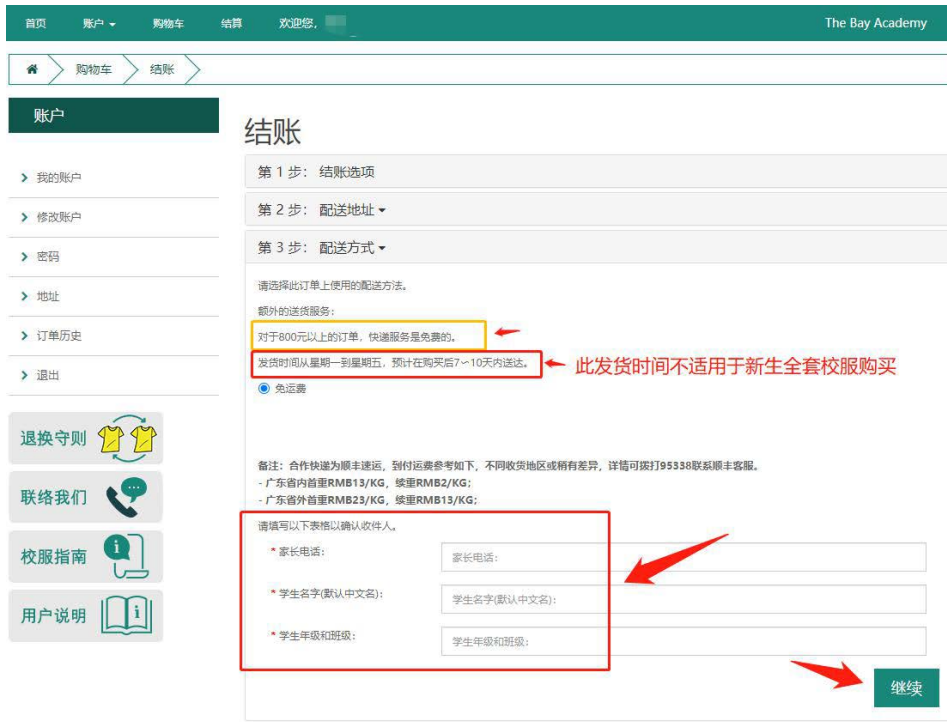 首页 账户 购物车 结算 欢迎您, The Bay Academy
购物车 结账
账户
我的账户
修改账户
密码
地址
订单历史
退出
退换守则
联络我们
校服指南
用户说明
结账
第 1 步： 结账选项
第 2 步： 配送地址
第 3 步： 配送方式
请选择此订单上使用的配送方法。
额外的送货服务：
对于800元以上的订单，快递服务是免费的。
发货时间从星期一到星期五，预计在购买后7～10天内送达。
此发货时间不适用于新生全套校服购买
免运费
备注：合作快递为顺丰速运，到付运费参考如下，不同收货地区或稍有差异，详情可拨打95338联系顺丰客服。
- 广东省内首重RMB13/KG，续重RMB2/KG；
- 广东省外首重RMB23/KG，续重RMB13/KG；
请填写以下表格以确认收件人。
* 家长电话： 家长电话：
* 学生名字(默认中文名)： 学生名字(默认中文名)：
* 学生年级和班级： 学生年级和班级：
继续